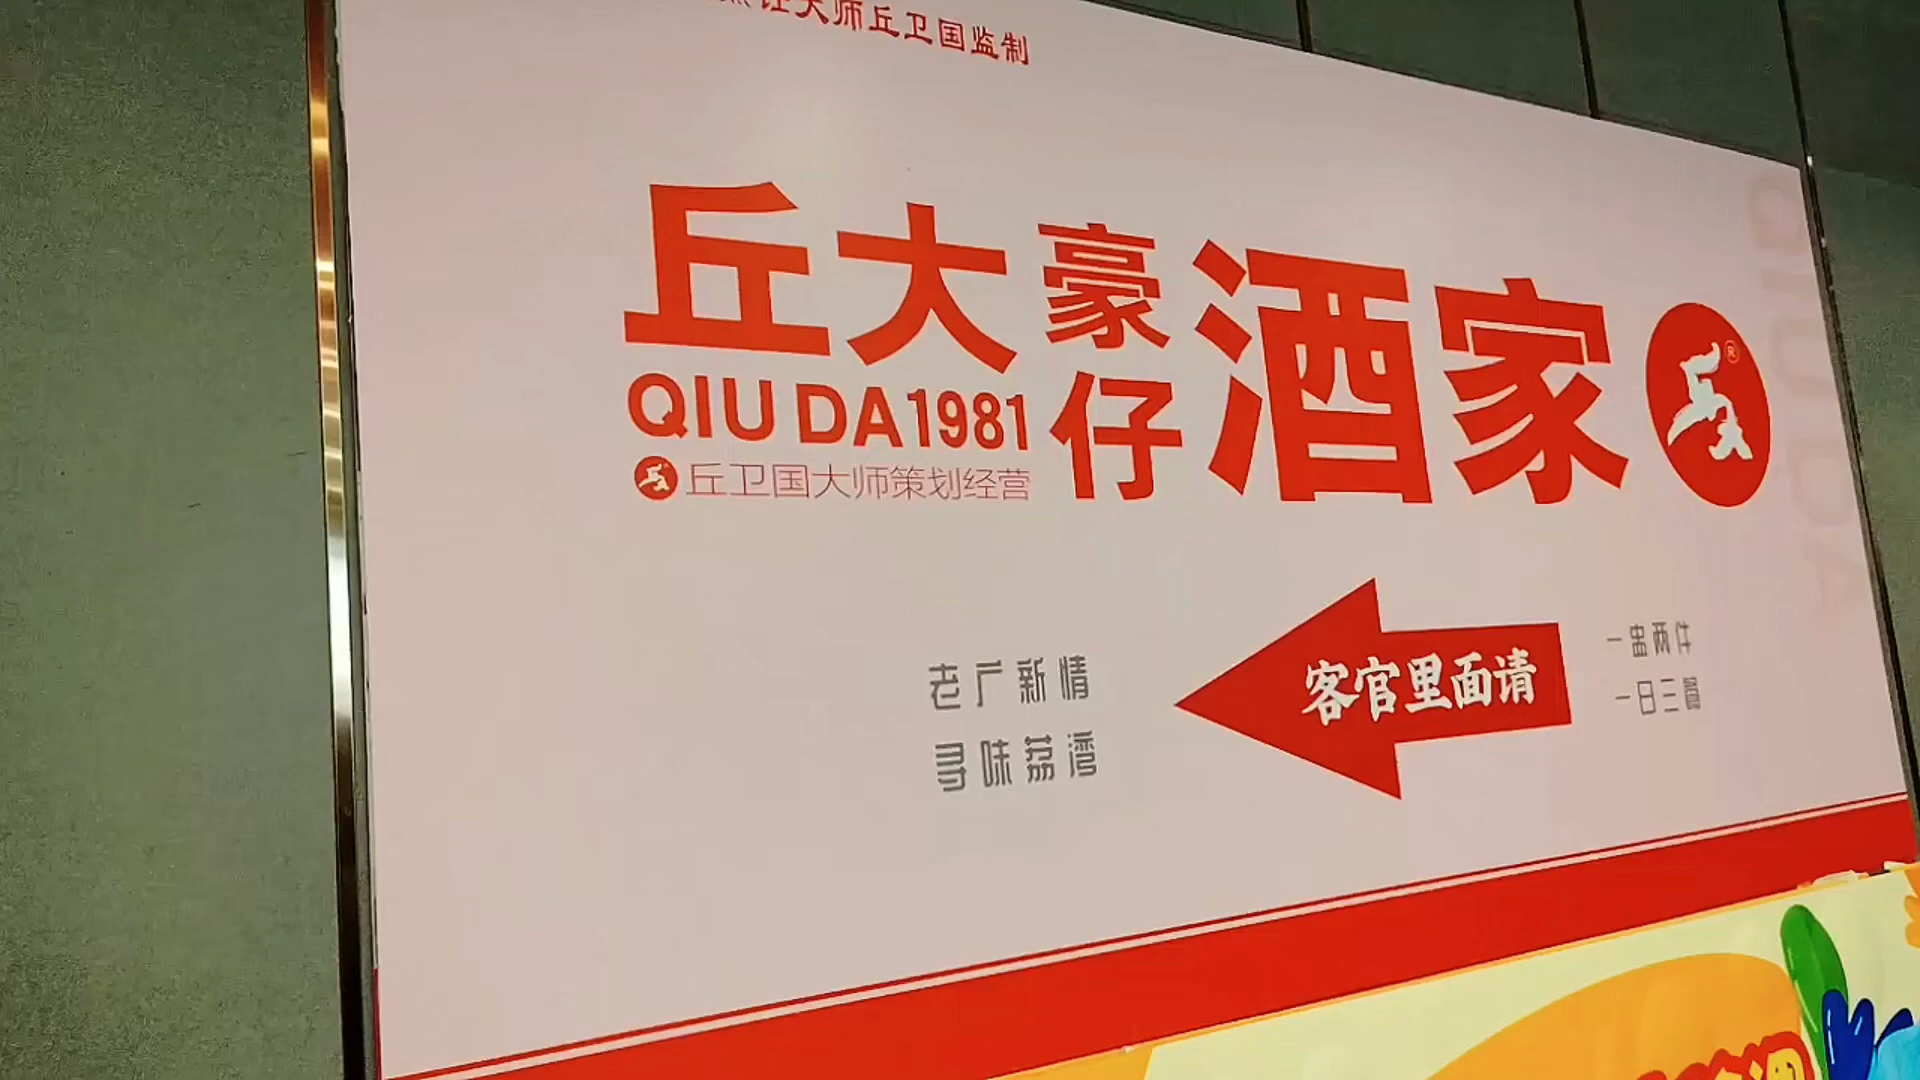 大师丘卫国监制
丘大豪仔酒家
QIU DA 1981
丘卫国大师策划经营
老广新情
寻味荔湾
客官里面请
一盅两件
一日三餐
QIU DA